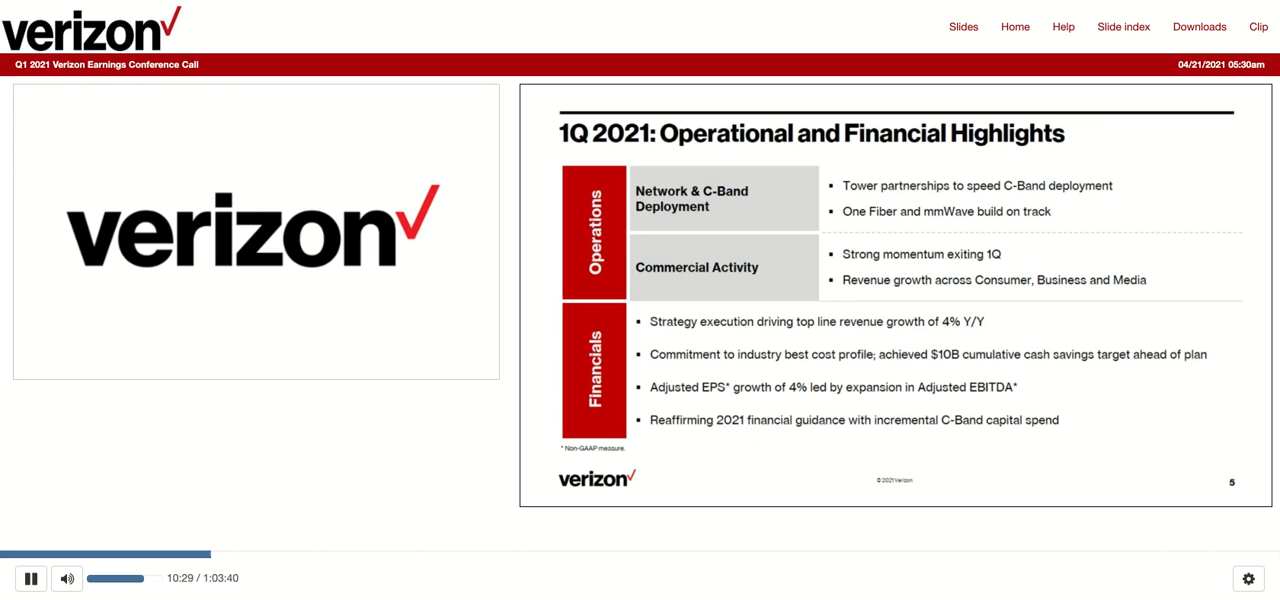 verizon
Slides Home Help Slide index Downloads Clip
Q1 2021 Verizon Earnings Conference Call 04/21/2021 05:30am
verizon
1Q 2021: Operational and Financial Highlights
Operations
Network & C-Band
Deployment
▪ Tower partnerships to speed C-Band deployment
▪ One Fiber and mmWave build on track
Commercial Activity
▪ Strong momentum exiting 1Q
▪ Revenue growth across Consumer, Business and Media
Financials
▪ Strategy execution driving top line revenue growth of 4% Y/Y
▪ Commitment to industry best cost profile; achieved $10B cumulative cash savings target ahead of plan
▪ Adjusted EPS* growth of 4% led by expansion in Adjusted EBITDA*
▪ Reaffirming 2021 financial guidance with incremental C-Band capital spend
* Non-GAAP measure.
verizon
© 2021 Verizon
5
10:29 / 1:03:40